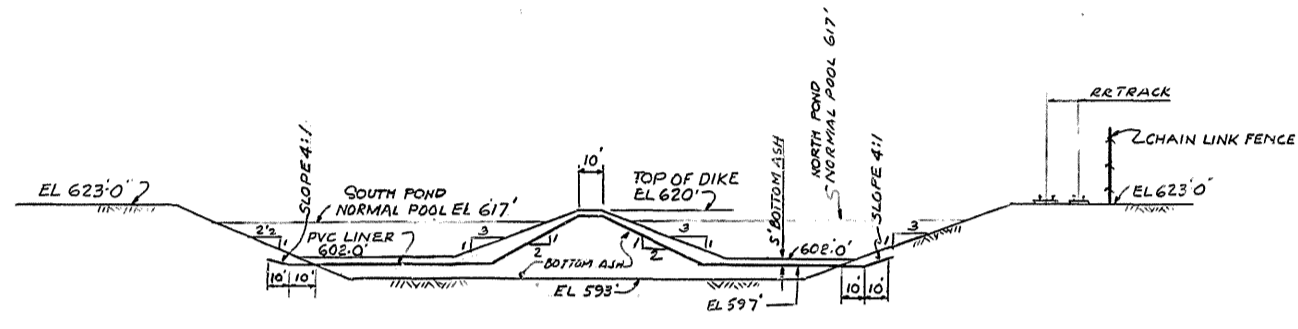 EL 623'-0"
SLOPE 4:1
SOUTH POND
NORMAL POOL EL 617'
2'2
1
PVC LINER
602.0'
10'
10'
1
3
1
2
BOTTOM ASH
EL 593'
10'
TOP OF DIKE
EL 620'
1
2
3
1
5' BOTTOM ASH
602.0'
EL 597'
NORTH POND
NORMAL POOL 617'
SLOPE 4:1
1
3
10'
10'
RR TRACK
CHAIN LINK FENCE
EL 623'0"